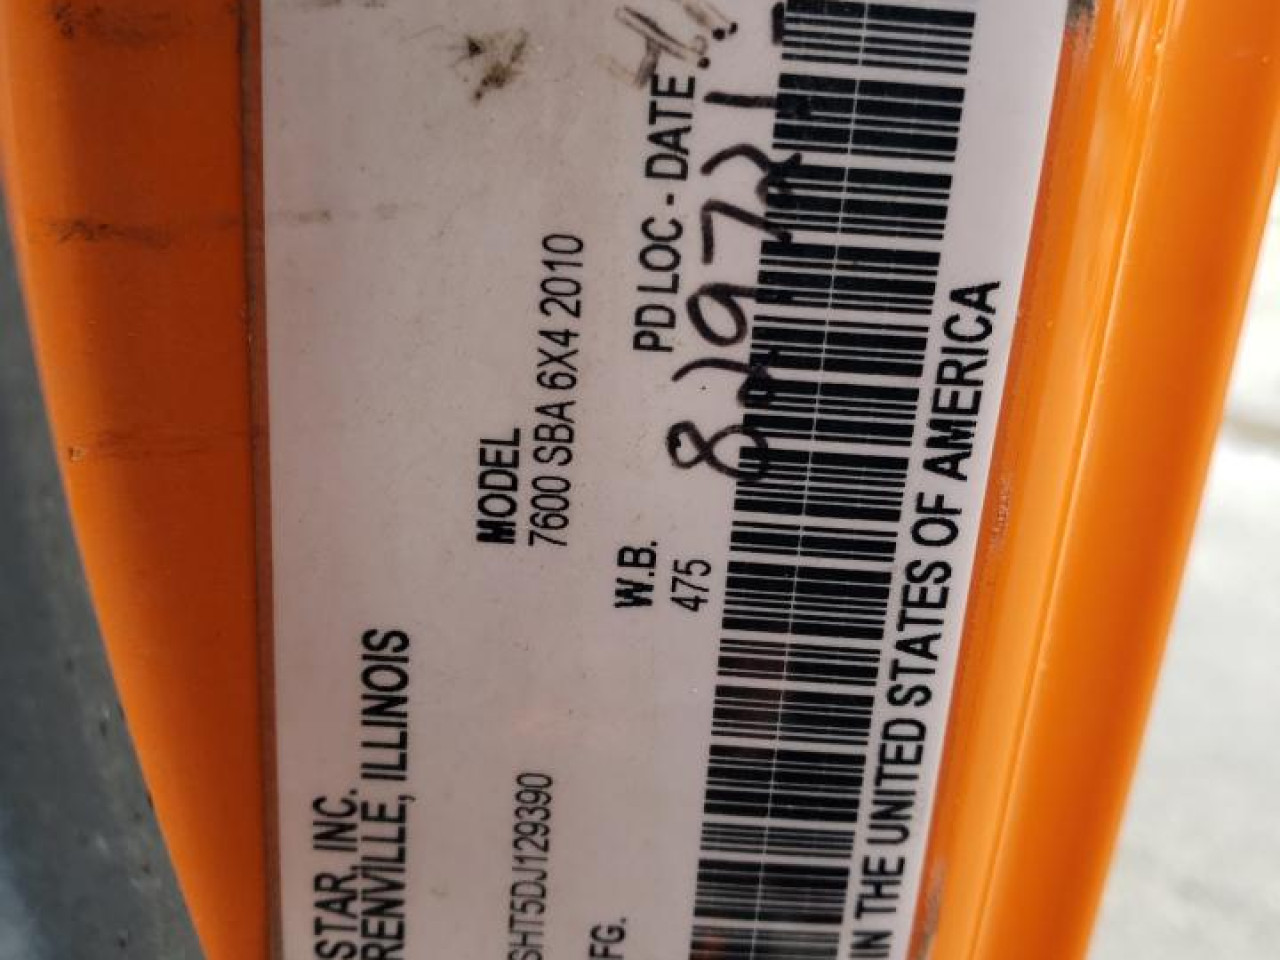 STAR, INC.
RENVILLE, ILLINOIS
MODEL
7600 SBA 6X4 2010
SHT5DJ129390
W.B.
475
PD LOC - DATE
FG.
IN THE UNITED STATES OF AMERICA